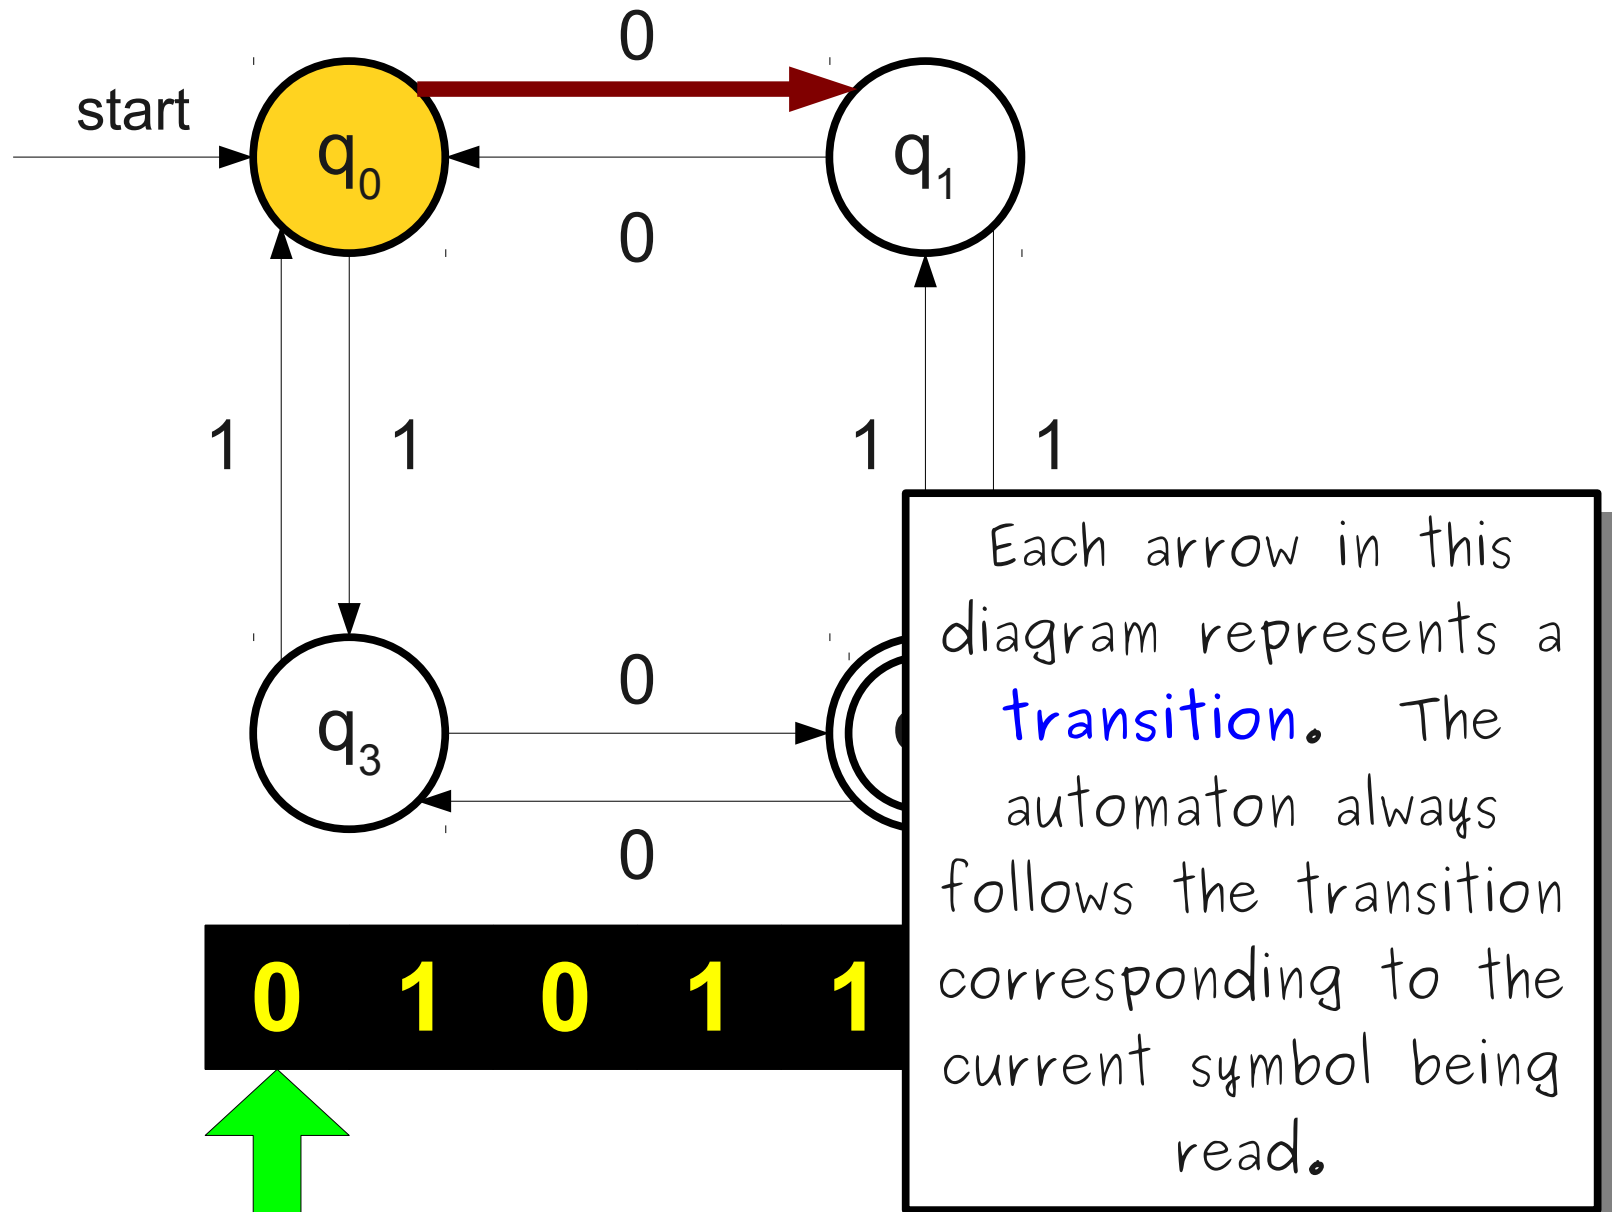 0
start
q0
q1
0
1
1
1
1
Each arrow in this
diagram represents a
transition. The
automaton always
follows the transition
corresponding to the
current symbol being
read.
0
q3
0
0 1 0 1 1